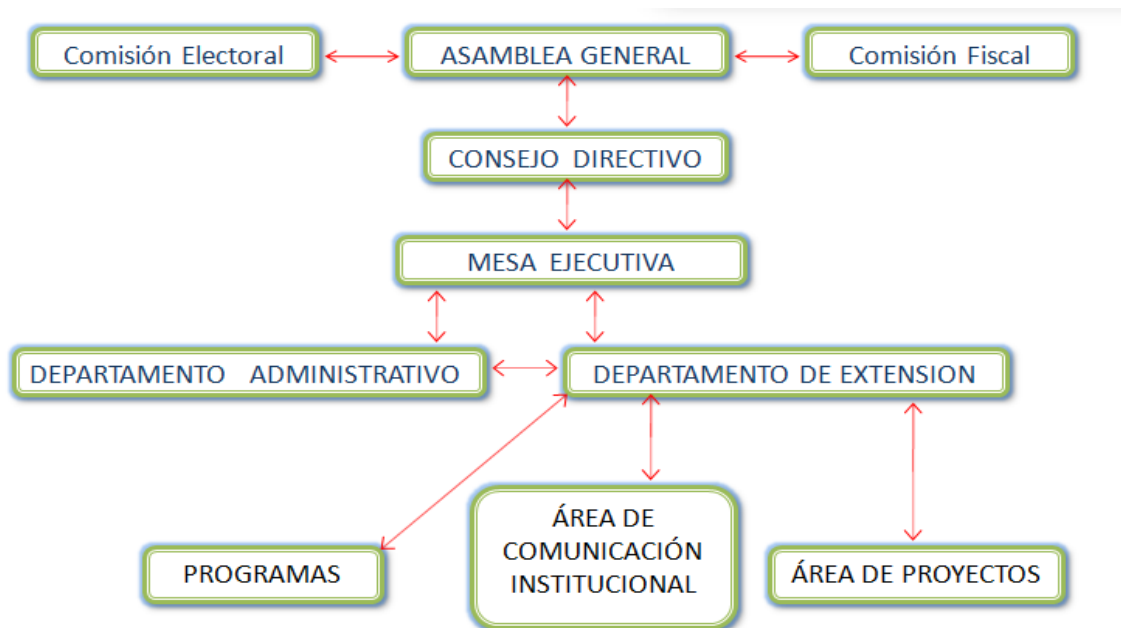 Comisión Electoral
ASAMBLEA GENERAL
Comisión Fiscal
CONSEJO DIRECTIVO
MESA EJECUTIVA
DEPARTAMENTO ADMINISTRATIVO
DEPARTAMENTO DE EXTENSION
PROGRAMAS
ÁREA DE
COMUNICACIÓN
INSTITUCIONAL
ÁREA DE PROYECTOS